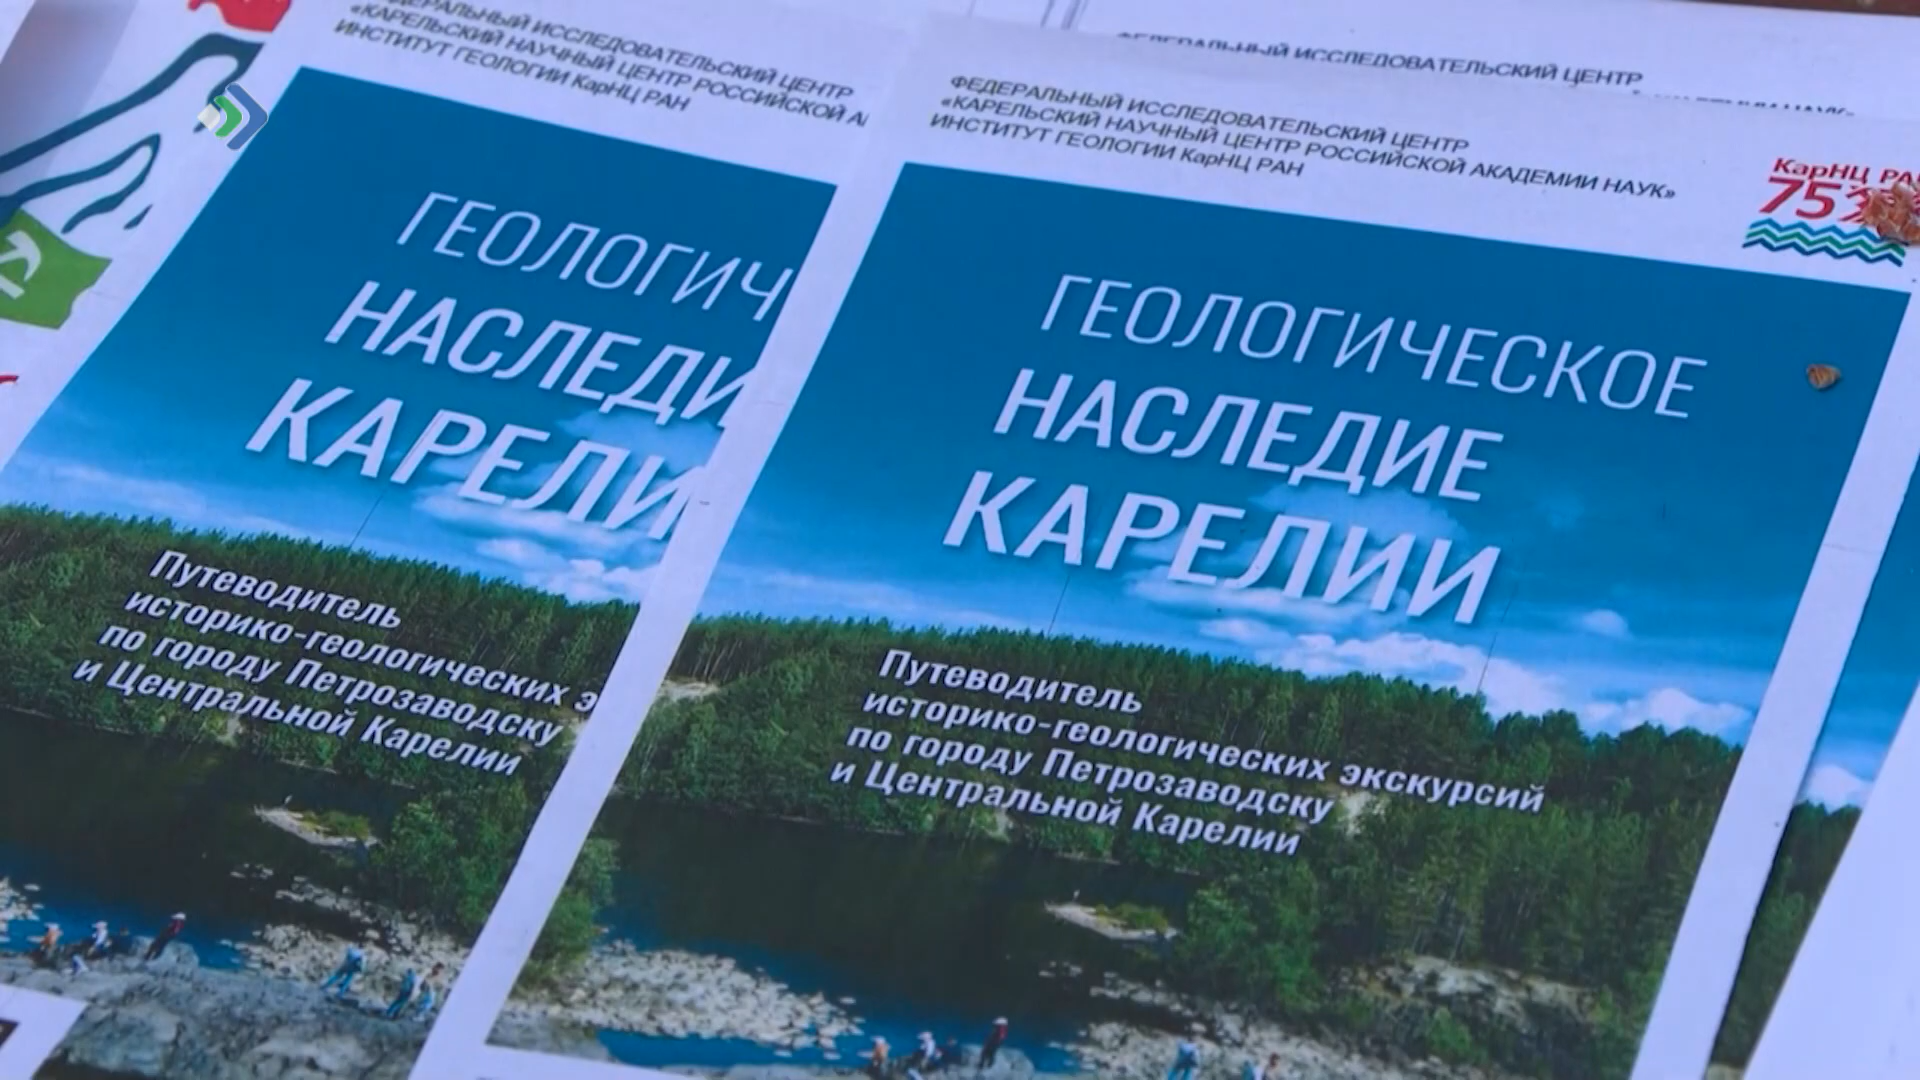 ФЕДЕРАЛЬНЫЙ ИССЛЕДОВАТЕЛЬСКИЙ ЦЕНТР
«КАРЕЛЬСКИЙ НАУЧНЫЙ ЦЕНТР РОССИЙСКОЙ
ИНСТИТУТ ГЕОЛОГИИ КарНЦ РАН
ГЕОЛОГИЧ
НАСЛЕДИ
КАРЕЛИ
Путеводитель
историко-геологических э
по городу Петрозаводску
и Центральной Карелии
ФЕДЕРАЛЬНЫЙ ИССЛЕДОВАТЕЛЬСКИЙ ЦЕНТР
ФЕДЕРАЛЬНЫЙ ИССЛЕДОВАТЕЛЬСКИЙ ЦЕНТР
«КАРЕЛЬСКИЙ НАУЧНЫЙ ЦЕНТР РОССИЙСКОЙ АКАДЕМИИ НАУК»
ИНСТИТУТ ГЕОЛОГИИ КарНЦ РАН
КарНЦ РАН
75
ГЕОЛОГИЧЕСКОЕ
НАСЛЕДИЕ
КАРЕЛИИ
Путеводитель
историко-геологических экскурсий
по городу Петрозаводску
и Центральной Карелии